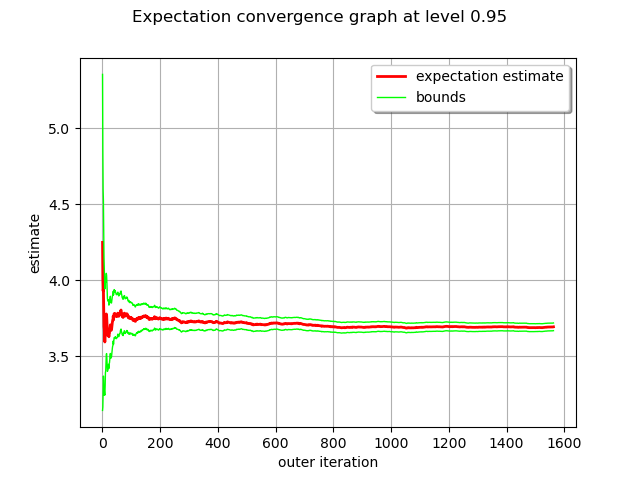 Expectation convergence graph at level 0.95
expectation estimate
bounds
5.0
4.5
4.0
3.5
estimate
0 200 400 600 800 1000 1200 1400 1600
outer iteration